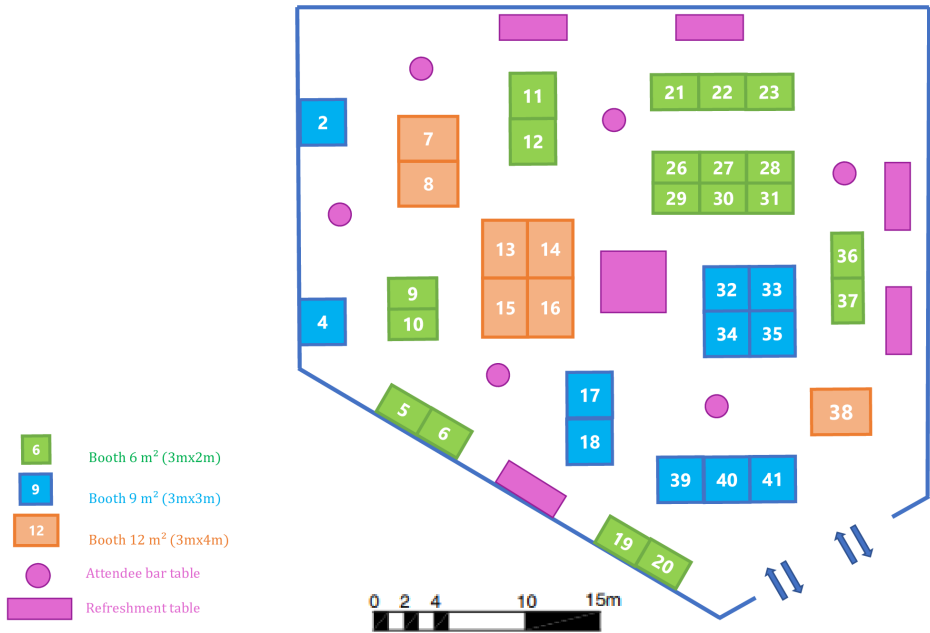 11
21 22 23
2
7
12
8
26 27 28
29 30 31
13 14
36
9
32 33
37
10
15 16
4
34 35
17
5
38
6
18
39 40 41
19
20
6 Booth 6 m² (3mx2m)
9 Booth 9 m² (3mx3m)
12 Booth 12 m² (3mx4m)
Attendee bar table
Refreshment table
0 2 4 10 15m